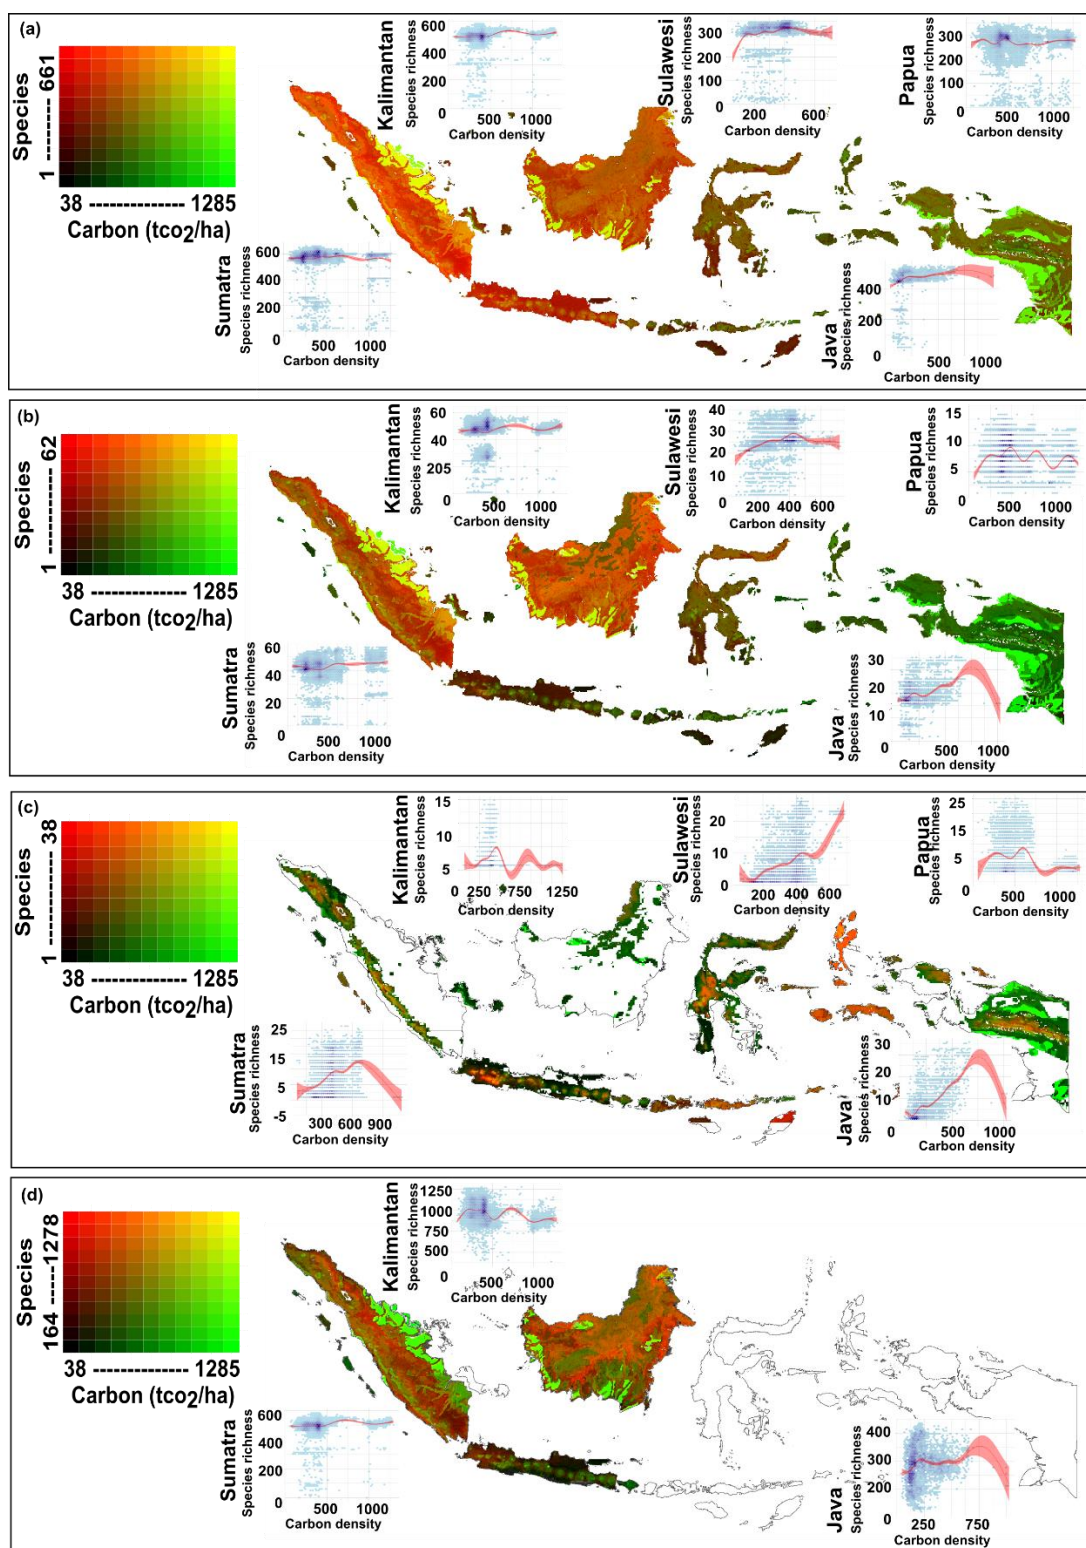 (a)
Species
1 ------- 661
38 --------------- 1285
Carbon (tco2/ha)
Kalimantan
Species richness
600
400
200
0
500 1000
Carbon density
Sulawesi
Species richness
300
200
100
0
200 400 600
Carbon density
Papua
Species richness
300
200
100
0
500 1000
Carbon density
Sumatra
Species richness
600
400
200
0
500 1000
Carbon density
Java
Species richness
400
200
0
500 1000
Carbon density
(b)
Species
1 ---------- 62
38 --------------- 1285
Carbon (tco2/ha)
Kalimantan
Species richness
60
40
205
0
500 1000
Carbon density
Sulawesi
Species richness
40
30
20
10
0
200 400 600
Carbon density
Papua
Species richness
15
10
5
0
500 1000
Carbon density
Sumatra
Species richness
60
40
20
0
500 1000
Carbon density
Java
Species richness
30
20
10
0
500 1000
Carbon density
(c)
Species
1 ---------- 38
38 --------------- 1285
Carbon (tco2/ha)
Kalimantan
Species richness
15
10
5
0
0 250 750 1250
Carbon density
Sulawesi
Species richness
20
10
0
200 400 600
Carbon density
Papua
Species richness
25
20
15
10
5
0
0 500 1000
Carbon density
Sumatra
Species richness
25
15
5
-5
300 600 900
Carbon density
Java
Species richness
30
20
10
0
500 1000
Carbon density
(d)
Species
164 ------1278
38 --------------- 1285
Carbon (tco2/ha)
Kalimantan
Species richness
1250
1000
750
500
0
500 1000
Carbon density
Sumatra
Species richness
600
400
200
0
500 1000
Carbon density
Java
Species richness
400
300
200
0
250 750
Carbon density